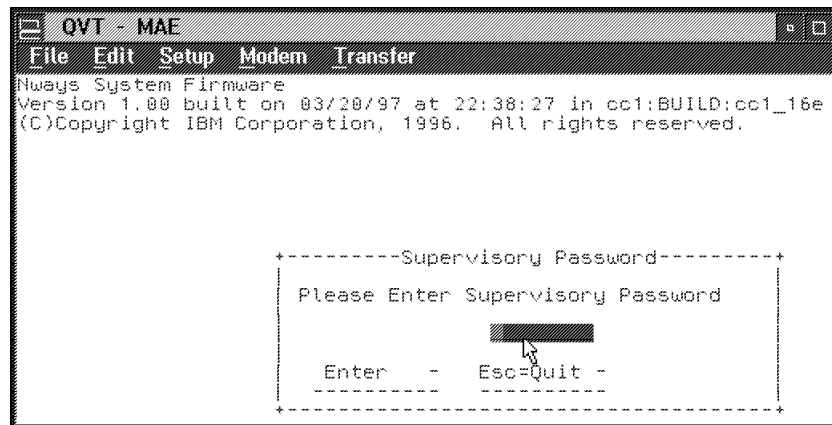 QVT - MAE
File Edit Setup Modem Transfer
Nways System Firmware
Version 1.00 built on 03/20/97 at 22:38:27 in cc1:BUILD:cc1_16e
(C)Copyright IBM Corporation, 1996. All rights reserved.
Supervisory Password
Please Enter Supervisory Password
Enter - Esc=Quit -